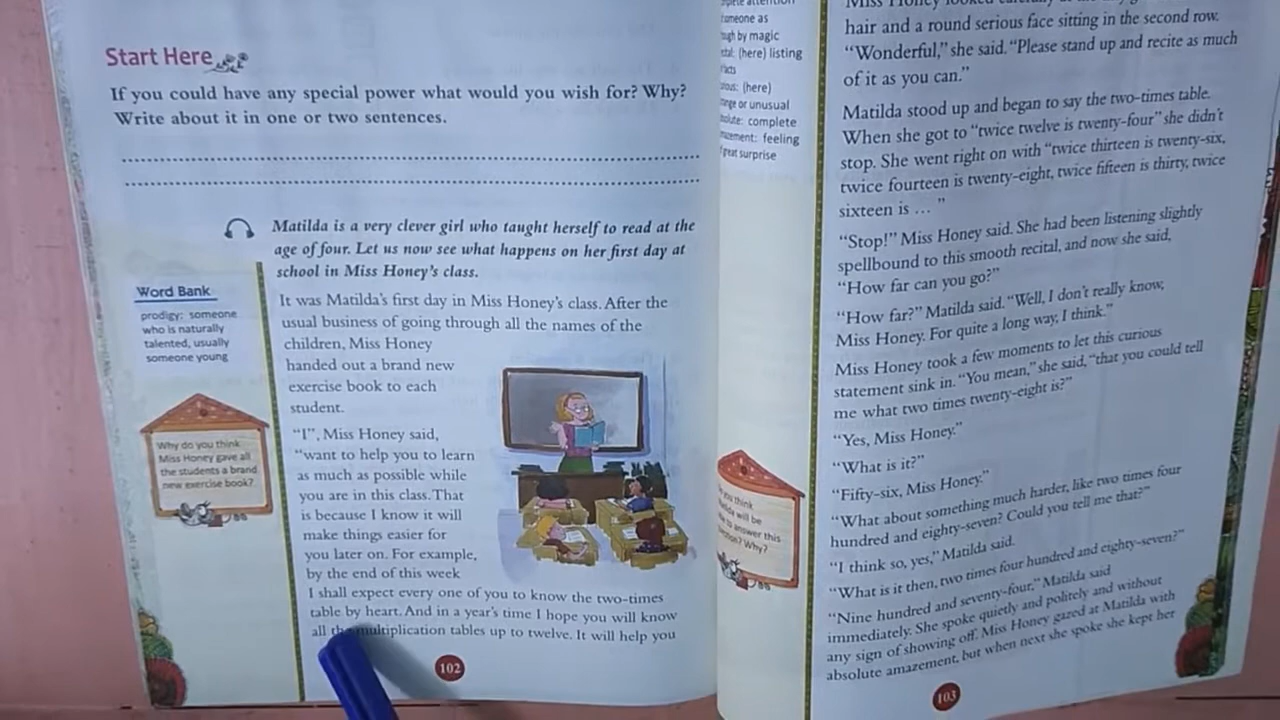 Start Here
If you could have any special power what would you wish for? Why?
Write about it in one or two sentences.
Matilda is a very clever girl who taught herself to read at the
age of four. Let us now see what happens on her first day at
school in Miss Honey's class.
Word Bank
prodigy: someone
who is naturally
talented, usually
someone young
Why do you think
Miss Honey gave all
the students a brand
new exercise book?
It was Matilda's first day in Miss Honey's class. After the
usual business of going through all the names of the
children, Miss Honey
handed out a brand new
exercise book to each
student.
“I”, Miss Honey said,
“want to help you to learn
as much as possible while
you are in this class. That
is because I know it will
make things easier for
you later on. For example,
by the end of this week
I shall expect every one of you to know the two-times
table by heart. And in a year's time I hope you will know
all the multiplication tables up to twelve. It will help you
102
attention
someone as
by magic
(here) listing
facts
(here)
or unusual
complete
feeling
great surprise
you think
will be
to answer this
Why?
Miss Honey looked carefully at the
hair and a round serious face sitting in the second row.
“Wonderful,” she said. “Please stand up and recite as much
of it as you can.”
Matilda stood up and began to say the two-times table.
When she got to “twice twelve is twenty-four” she didn't
stop. She went right on with “twice thirteen is twenty-six,
twice fourteen is twenty-eight, twice fifteen is thirty, twice
sixteen is ... ”
“Stop!” Miss Honey said. She had been listening slightly
spellbound to this smooth recital, and now she said,
“How far can you go?”
“How far?” Matilda said. “Well, I don't really know,
Miss Honey. For quite a long way, I think.”
Miss Honey took a few moments to let this curious
statement sink in. “You mean,” she said, “that you could tell
me what two times twenty-eight is?”
“Yes, Miss Honey.”
“What is it?”
“Fifty-six, Miss Honey.”
“What about something much harder, like two times four
hundred and eighty-seven? Could you tell me that?”
“I think so, yes,” Matilda said.
“What is it then, two times four hundred and eighty-seven?”
“Nine hundred and seventy-four,” Matilda said
immediately. She spoke quietly and politely and without
any sign of showing off. Miss Honey gazed at Matilda with
absolute amazement, but when next she spoke she kept her
103